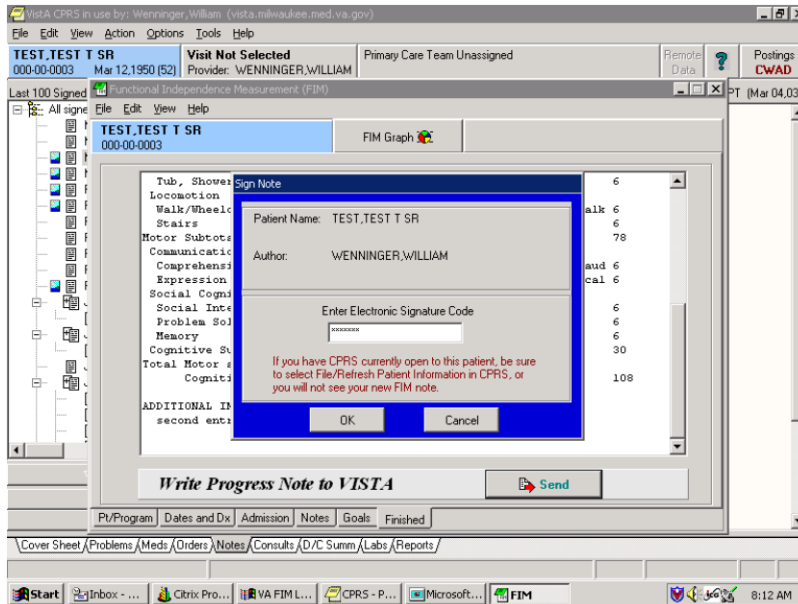 VistA CPRS in use by: Wenninger,William (vista.milwaukee.med.va.gov)
File Edit View Action Options Tools Help
TEST,TEST T SR
000-00-0003 Mar 12,1950 (52)
Visit Not Selected
Provider: WENNINGER,WILLIAM
Primary Care Team Unassigned
Remote Data
?
Postings
CWAD
Last 100 Signed
PT (Mar 04,03
All signe
Functional Independence Measurement (FIM)
File Edit View Help
TEST,TEST T SR
000-00-0003
FIM Graph
Tub, Shower 6
Locomotion
Walk/Wheelc alk 6
Stairs 6
Motor Subtota 78
Communicatic
Comprehensi aud 6
Expression cal 6
Social Cogni
Social Inte 6
Problem Sol 6
Memory 6
Cognitive Su 30
Total Motor a
Cogniti 108
ADDITIONAL IN
second entr
Sign Note
Patient Name: TEST,TEST T SR
Author: WENNINGER,WILLIAM
Enter Electronic Signature Code
xxxxxxx
If you have CPRS currently open to this patient, be sure
to select File/Refresh Patient Information in CPRS, or
you will not see your new FIM note.
OK Cancel
Write Progress Note to VISTA
Send
Pt/Program Dates and Dx Admission Notes Goals Finished
Cover Sheet Problems Meds Orders Notes Consults D/C Summ Labs Reports
Start Inbox - ... Citrix Pro... VA FIM L... CPRS - P... Microsoft... FIM 8:12 AM